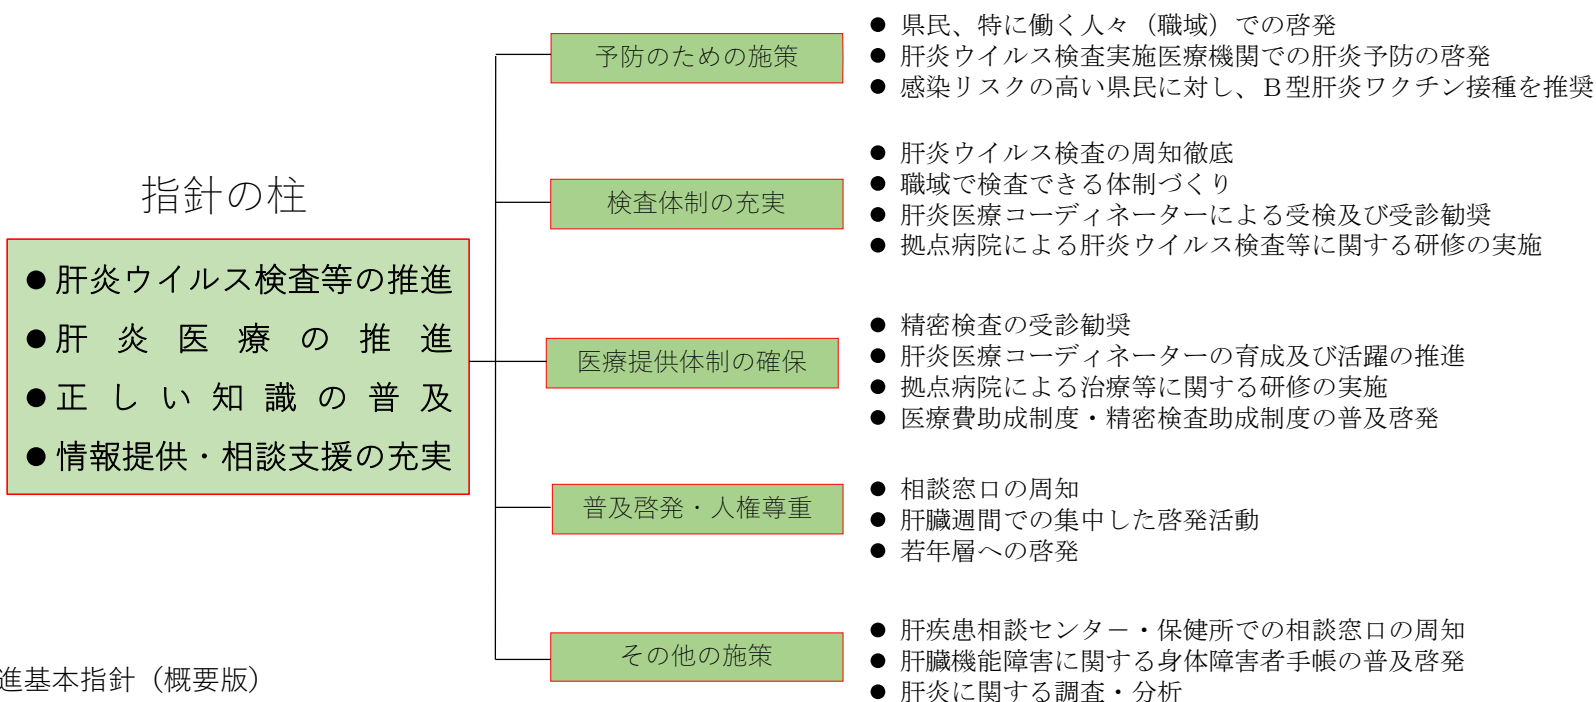 指針の柱
●肝炎ウイルス検査等の推進
●肝炎医療の推進
●正しい知識の普及
●情報提供・相談支援の充実
予防のための施策
●県民、特に働く人々（職域）での啓発
●肝炎ウイルス検査実施医療機関での肝炎予防の啓発
●感染リスクの高い県民に対し、Ｂ型肝炎ワクチン接種を推奨
検査体制の充実
●肝炎ウイルス検査の周知徹底
●職域で検査できる体制づくり
●肝炎医療コーディネーターによる受検及び受診勧奨
●拠点病院による肝炎ウイルス検査等に関する研修の実施
医療提供体制の確保
●精密検査の受診勧奨
●肝炎医療コーディネーターの育成及び活躍の推進
●拠点病院による治療等に関する研修の実施
●医療費助成制度・精密検査助成制度の普及啓発
普及啓発・人権尊重
●相談窓口の周知
●肝臓週間での集中した啓発活動
●若年層への啓発
その他の施策
●肝疾患相談センタ－・保健所での相談窓口の周知
●肝臓機能障害に関する身体障害者手帳の普及啓発
●肝炎に関する調査・分析
進基本指針（概要版）